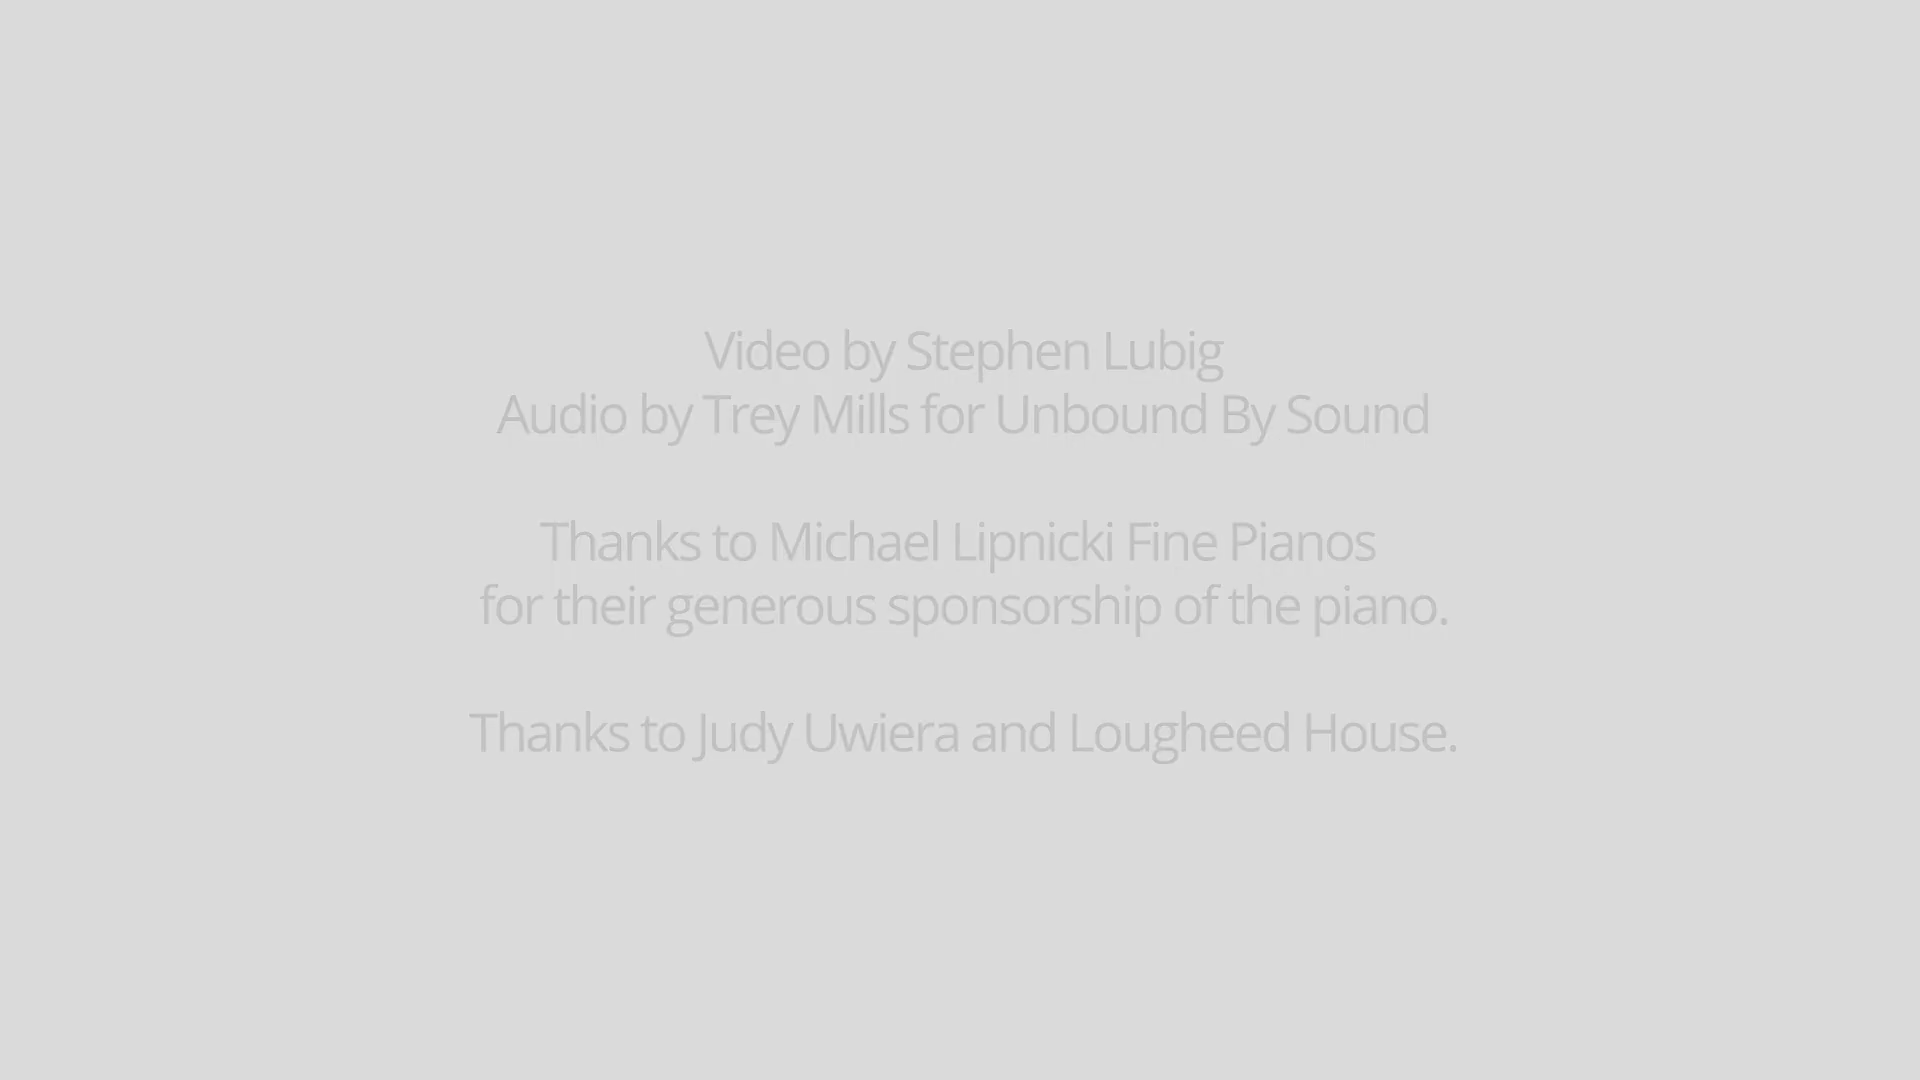 Video by Stephen Lubig
Audio by Trey Mills for Unbound By Sound
Thanks to Michael Lipnicki Fine Pianos
for their generous sponsorship of the piano.
Thanks to Judy Uwiera and Lougheed House.